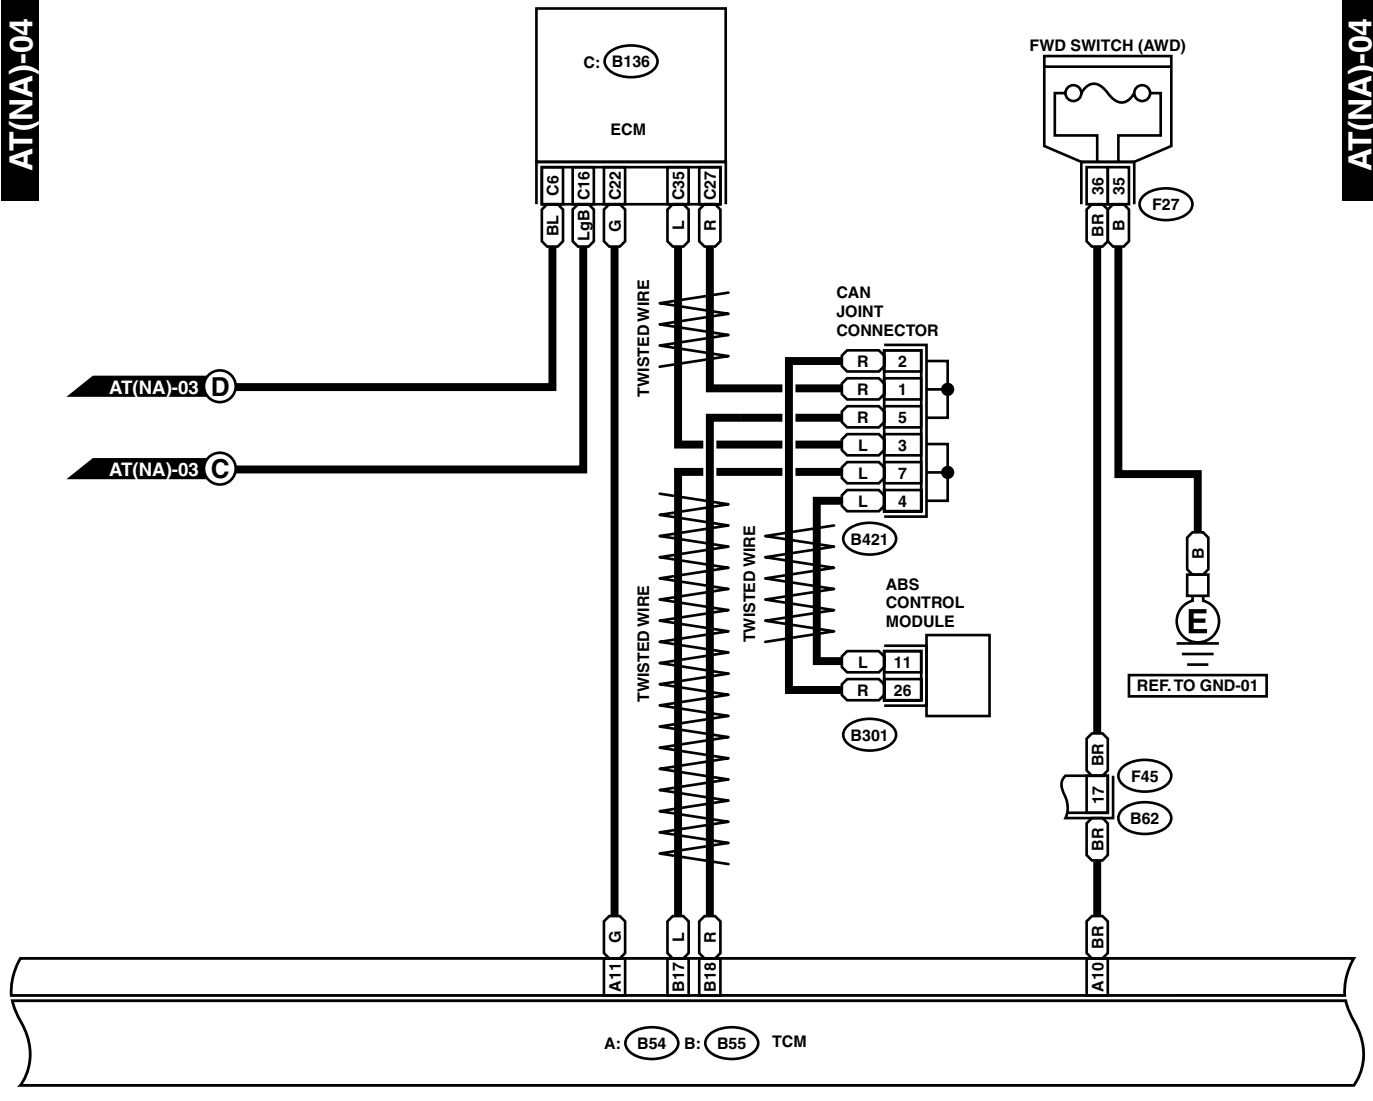 AT(NA)-04
AT(NA)-04
C: B136
ECM
C6
C16
C22
C35
C27
BL
LgB
G
L
R
FWD SWITCH (AWD)
36
35
F27
BR
B
TWISTED WIRE
CAN
JOINT
CONNECTOR
R 2
R 1
R 5
L 3
L 7
L 4
B421
AT(NA)-03 D
AT(NA)-03 C
TWISTED WIRE
TWISTED WIRE
ABS
CONTROL
MODULE
L 11
R 26
B301
B
E
REF. TO GND-01
BR
17
F45
B62
BR
G
L
R
BR
A11
B17
B18
A10
A: B54 B: B55 TCM